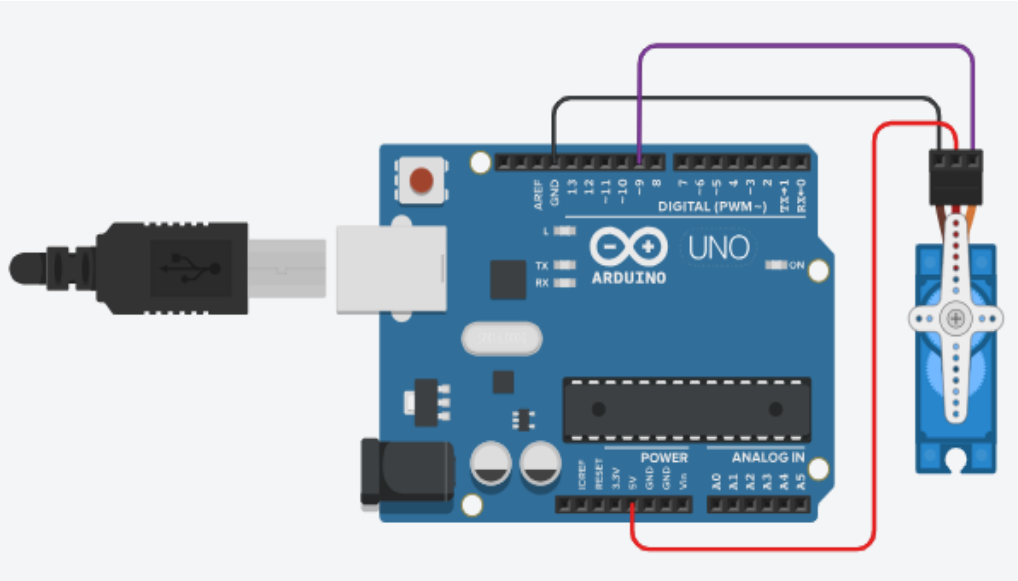 AREF
GND
13
12
~11
~10
~9
8
7
~6
~5
4
~3
2
TX→1
RX←0
DIGITAL (PWM ~)
L
TX
RX
ARDUINO
UNO
ON
POWER
ANALOG IN
IOREF
RESET
3.3V
5V
GND
GND
Vin
A0
A1
A2
A3
A4
A5